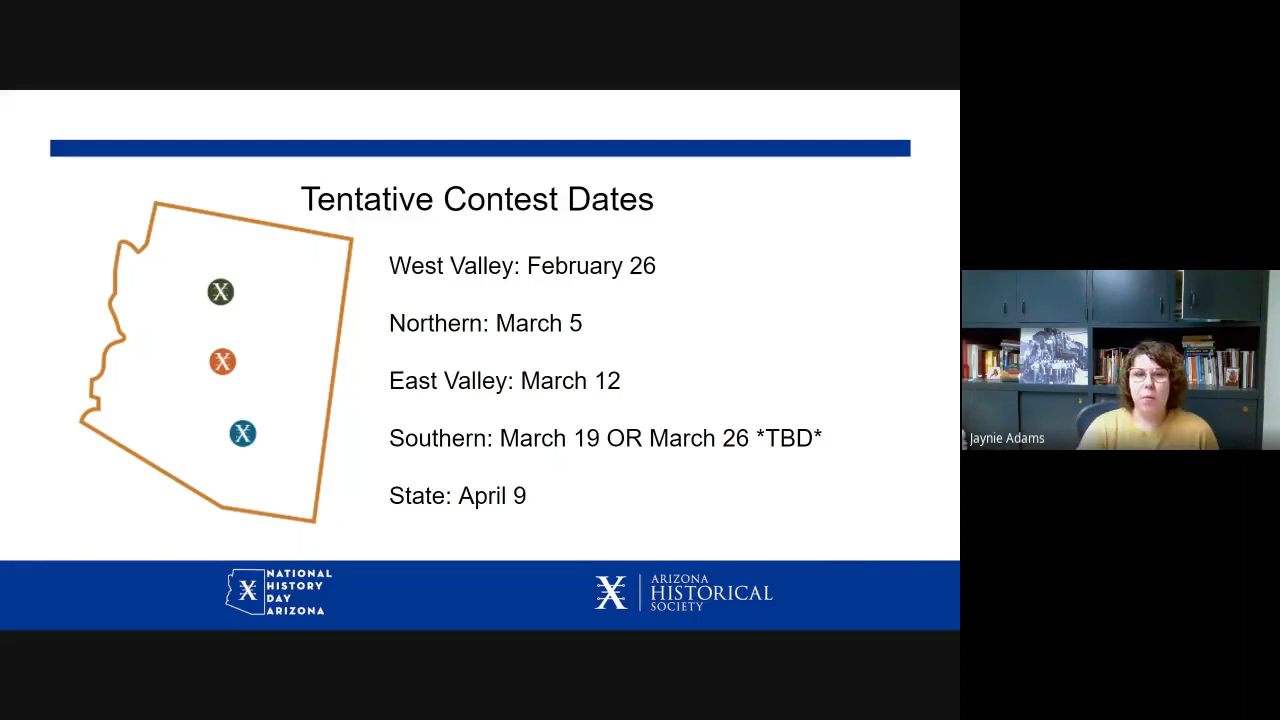 Tentative Contest Dates
West Valley: February 26
Northern: March 5
East Valley: March 12
Southern: March 19 OR March 26 *TBD*
State: April 9
X
X
X
X
NATIONAL
HISTORY
DAY
ARIZONA
ARIZONA
HISTORICAL
SOCIETY
Jaynie Adams